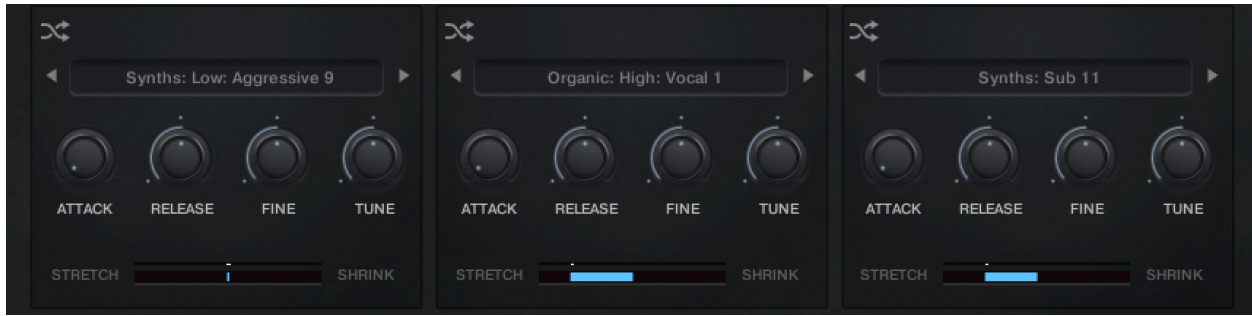 Synths: Low: Aggressive 9
ATTACK RELEASE FINE TUNE
STRETCH SHRINK
Organic: High: Vocal 1
ATTACK RELEASE FINE TUNE
STRETCH SHRINK
Synths: Sub 11
ATTACK RELEASE FINE TUNE
STRETCH SHRINK